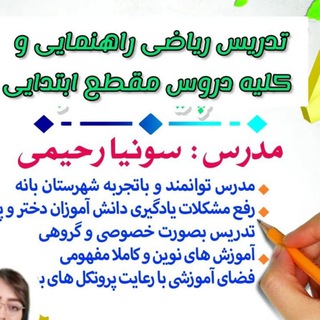 تدریس ریاضی راهنمایی و
کلیه دروس مقطع ابتدایی
مدرس : سونیا رحیمی
مدرس توانمند و باتجربه شهرستان بانه
رفع مشکلات یادگیری دانش آموزان دختر و
تدریس بصورت خصوصی و گروهی
آموزش های نوین و کاملا مفهومی
فضای آموزشی با رعایت پروتکل های